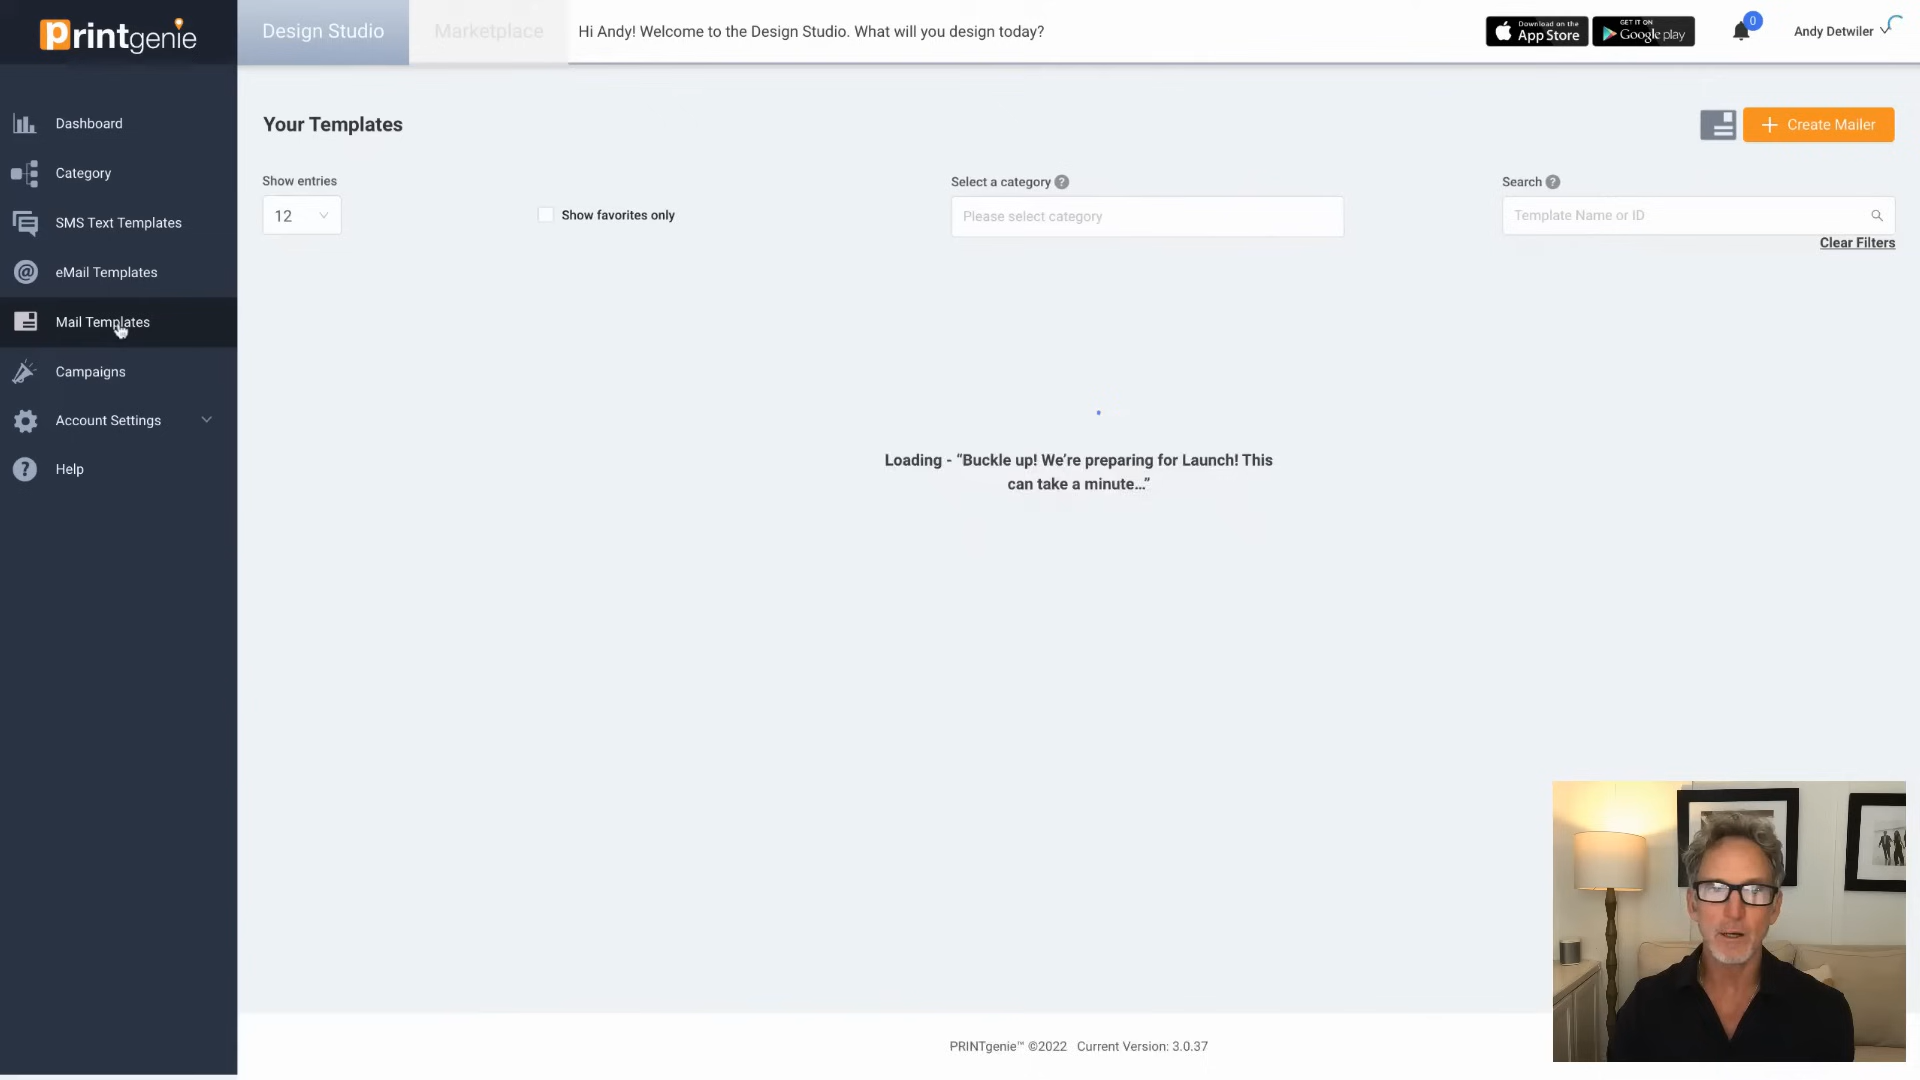 printgenie
Design Studio
Marketplace
Hi Andy! Welcome to the Design Studio. What will you design today?
Download on the
App Store
GET IT ON
Google play
0
Andy Detwiler
Dashboard
Category
SMS Text Templates
eMail Templates
Mail Templates
Campaigns
Account Settings
Help
Your Templates
+ Create Mailer
Show entries
12
Show favorites only
Select a category ?
Please select category
Search ?
Template Name or ID
Clear Filters
Loading - “Buckle up! We’re preparing for Launch! This
can take a minute...”
PRINTgenie™ ©2022 Current Version: 3.0.37